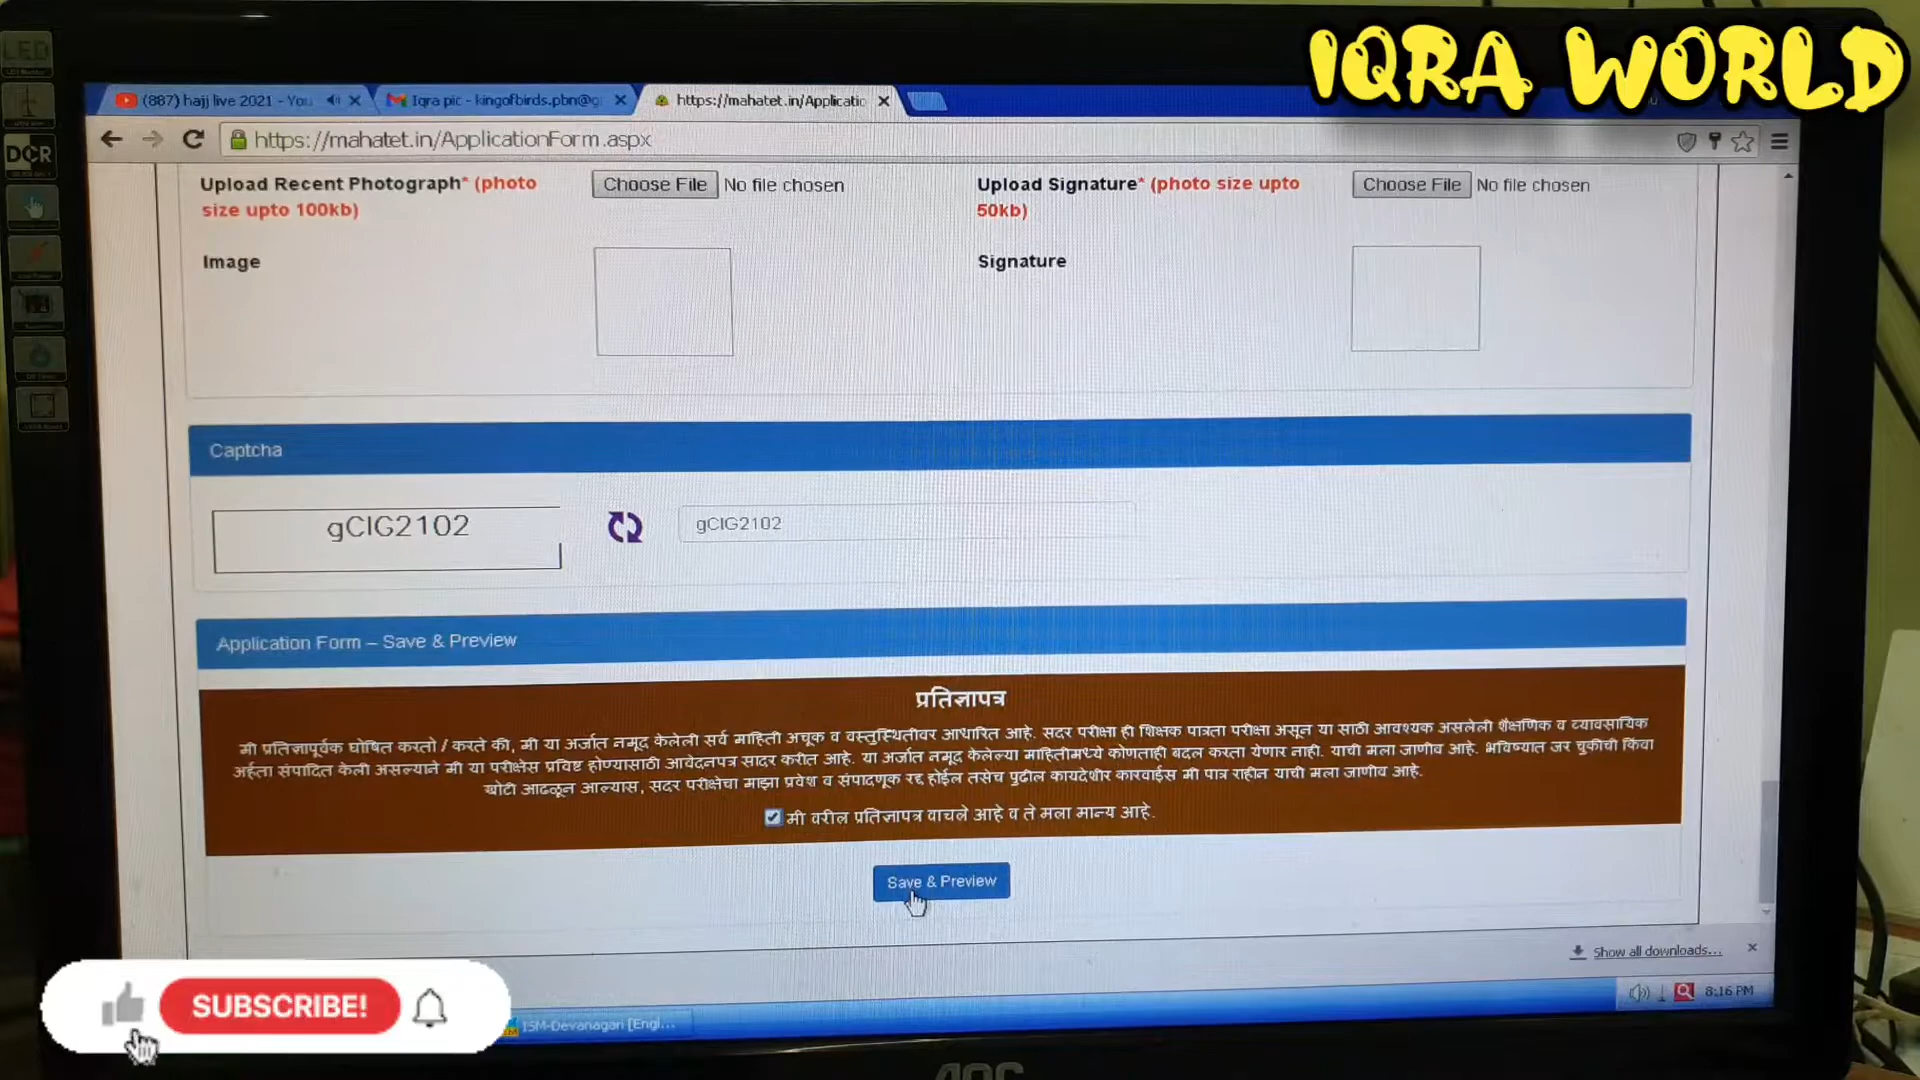 IQRA WORLD
LED
DCR
(887) hajj live 2021 - You
Iqra pic - kingofbirds.pbn@g
https://mahatet.in/Applicatio
https://mahatet.in/ApplicationForm.aspx
Upload Recent Photograph* (photo size upto 100kb)
Choose File No file chosen
Upload Signature* (photo size upto 50kb)
Choose File No file chosen
Image
Signature
Captcha
gCIG2102
gCIG2102
Application Form – Save & Preview
प्रतिज्ञापत्र
मी प्रतिज्ञापूर्वक घोषित करतो / करते की, मी या अर्जात नमूद केलेली सर्व माहिती अचूक व वस्तुस्थितीवर आधारित आहे. सदर परीक्षा ही शिक्षक पात्रता परीक्षा असून या साठी आवश्यक असलेली शैक्षणिक व व्यावसायिक
अर्हता संपादित केली असल्याने मी या परीक्षेस प्रविष्ट होण्यासाठी आवेदनपत्र सादर करीत आहे. या अर्जात नमूद केलेल्या माहितीमध्ये कोणताही बदल करता येणार नाही. याची मला जाणीव आहे. भविष्यात जर चुकीची किंवा
खोटी आढळून आल्यास, सदर परीक्षेचा माझा प्रवेश व संपादणूक रद्द होईल तसेच पुढील कायदेशीर कारवाईस मी पात्र राहीन याची मला जाणीव आहे.
मी वरील प्रतिज्ञापत्र वाचले आहे व ते मला मान्य आहे.
Save & Preview
Show all downloads...
8:16 PM
SUBSCRIBE!
ISM-Devanagari [Engl...
AOC